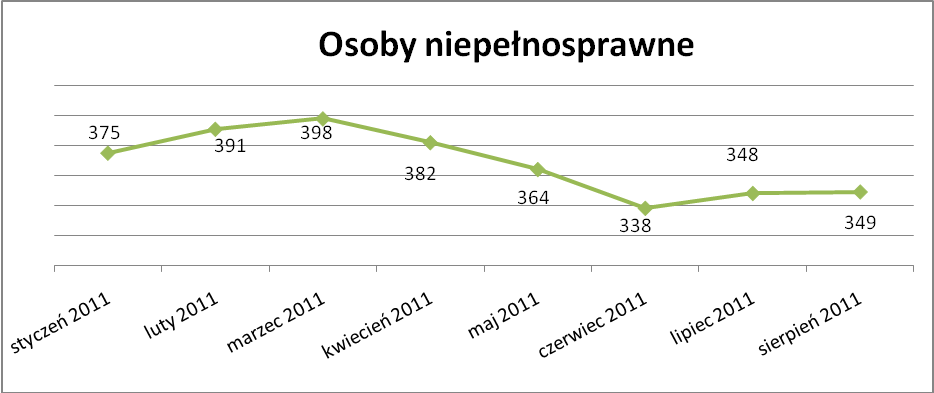 Osoby niepełnosprawne
375
391
398
382
364
338
348
349
styczeń 2011
luty 2011
marzec 2011
kwiecień 2011
maj 2011
czerwiec 2011
lipiec 2011
sierpień 2011